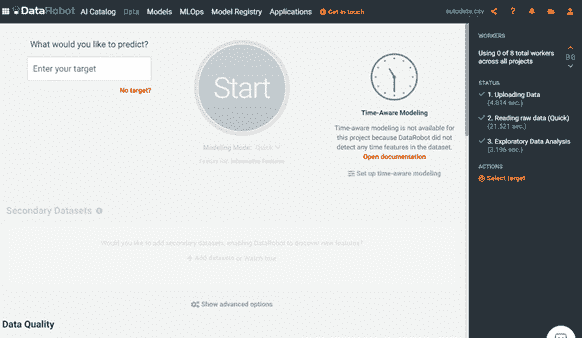 DataRobot AI Catalog Data Models MLOps Model Registry Applications Get in touch
What would you like to predict?
Enter your target
No target?
Start
Modeling Mode: Quick
Feature List: Informative Features
Time-Aware Modeling
Time-aware modeling is not available
for this project because DataRobot did not
detect any time features in the dataset.
Open documentation
Set up time-aware modeling
Secondary Datasets
Would you like to add secondary datasets, enabling DataRobot to discover new features?
+ Add datasets or Watch tour
Show advanced options
Data Quality
WORKERS
Using 0 of 8 total workers
across all projects
STATUS
1. Uploading Data
(4.814 sec.)
2. Reading raw data (Quick)
(21.521 sec.)
3. Exploratory Data Analysis
(3.196 sec.)
ACTIONS
Select target